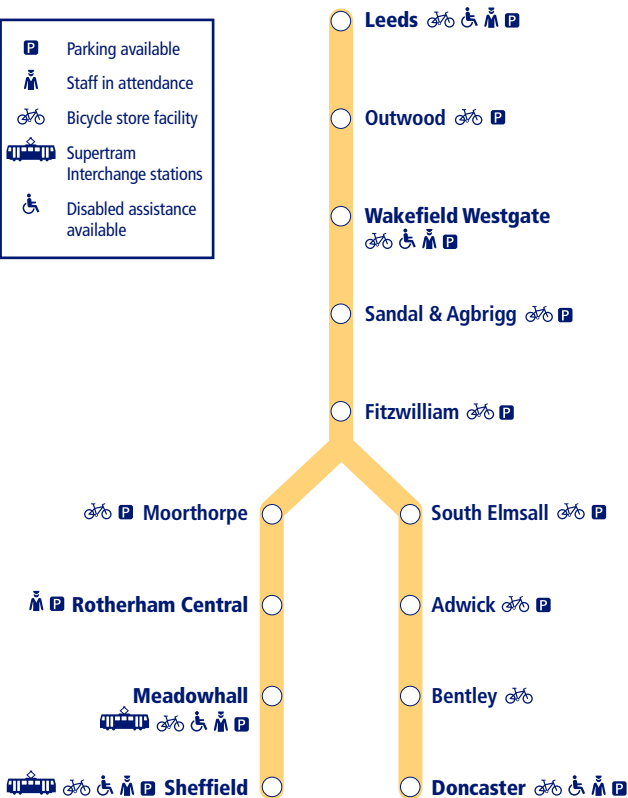 P Parking available
Staff in attendance
Bicycle store facility
Supertram
Interchange stations
Disabled assistance
available
Leeds P
Outwood P
Wakefield Westgate
P
Sandal & Agbrigg P
Fitzwilliam P
P Moorthorpe
South Elmsall P
P Rotherham Central
Adwick P
Meadowhall
P
Bentley
P Sheffield
Doncaster P